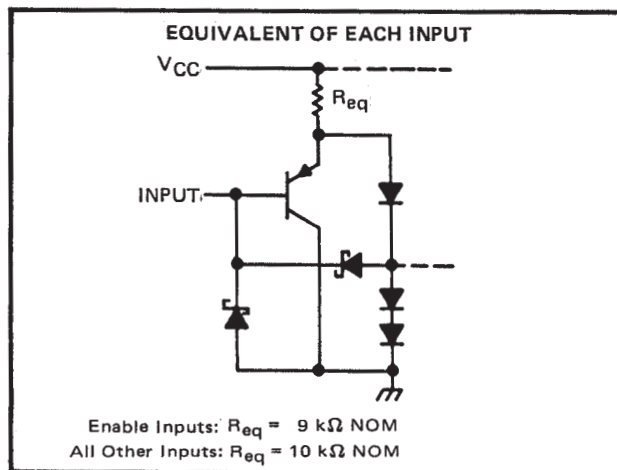 EQUIVALENT OF EACH INPUT
VCC
Req
INPUT
Enable Inputs: Req = 9 kΩ NOM
All Other Inputs: Req = 10 kΩ NOM